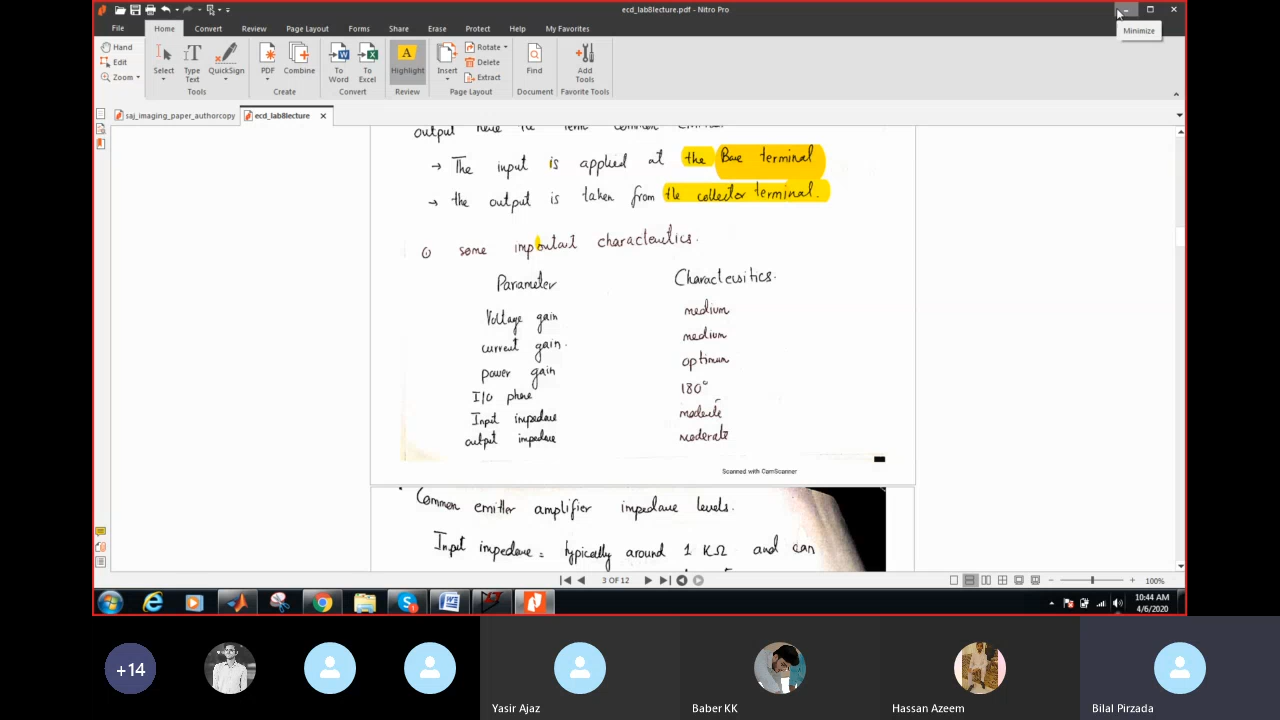 ecd_lab8lecture.pdf - Nitro Pro
Minimize
File Home Convert Review Page Layout Forms Share Erase Protect Help My Favorites
Hand
Edit
Zoom
Select
Type Text
QuickSign
PDF
Combine
To Word
To Excel
Highlight
Insert
Rotate
Delete
Extract
Find
Add Tools
Tools Create Convert Review Page Layout Document Favorite Tools
saj_imaging_paper_authorcopy ecd_lab8lecture
output
→ The input is applied at the Base terminal
→ the output is taken from the collector terminal.
some important characteristics.
Parameter Characteristics.
Voltage gain medium
current gain. medium
power gain optimum
I/O phase 180°
Input impedance moderate
output impedance moderate
Scanned with CamScanner
Common emitter amplifier impedance levels.
Input impedance = typically around 1 KΩ and can
3 OF 12
100%
10:44 AM
4/6/2020
+14
Yasir Ajaz
Baber KK
Hassan Azeem
Bilal Pirzada